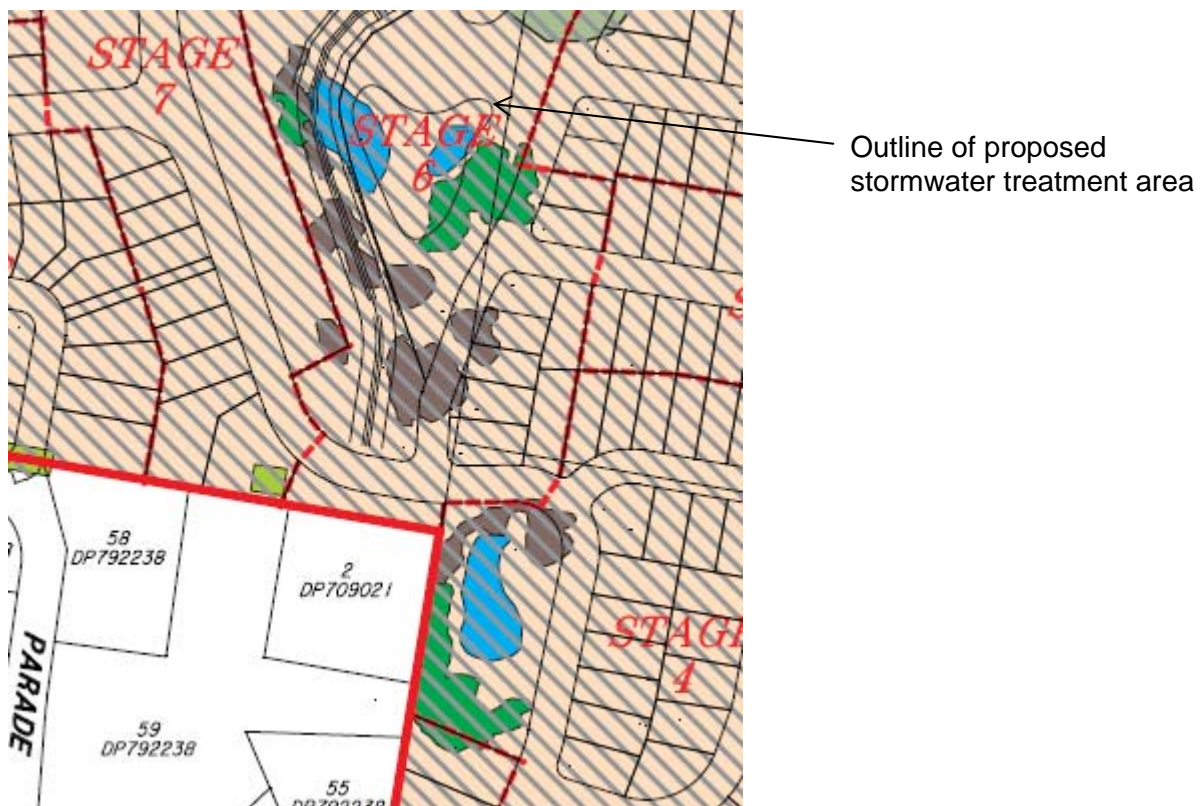 STAGE
7
STAGE
6
Outline of proposed
stormwater treatment area
58
DP792238
2
DP709021
STAGE
4
PARADE
59
DP792238
55
DP792238